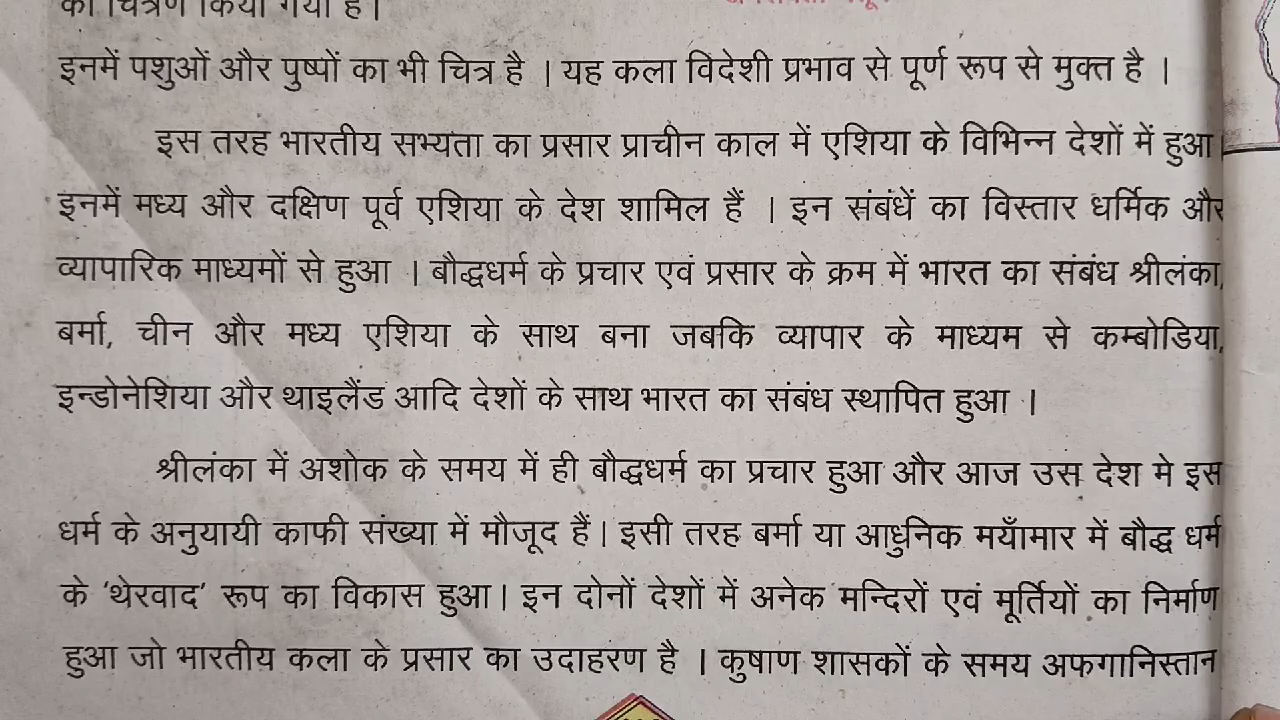 का चित्रण किया गया है।
इनमें पशुओं और पुष्पों का भी चित्र है । यह कला विदेशी प्रभाव से पूर्ण रूप से मुक्त है ।
इस तरह भारतीय सभ्यता का प्रसार प्राचीन काल में एशिया के विभिन्न देशों में हुआ।
इनमें मध्य और दक्षिण पूर्व एशिया के देश शामिल हैं । इन संबंधें का विस्तार धर्मिक और
व्यापारिक माध्यमों से हुआ । बौद्धधर्म के प्रचार एवं प्रसार के क्रम में भारत का संबंध श्रीलंका,
बर्मा, चीन और मध्य एशिया के साथ बना जबकि व्यापार के माध्यम से कम्बोडिया,
इन्डोनेशिया और थाइलैंड आदि देशों के साथ भारत का संबंध स्थापित हुआ ।
श्रीलंका में अशोक के समय में ही बौद्धधर्म का प्रचार हुआ और आज उस देश मे इस
धर्म के अनुयायी काफी संख्या में मौजूद हैं। इसी तरह बर्मा या आधुनिक मयाँमार में बौद्ध धर्म
के 'थेरवाद' रूप का विकास हुआ। इन दोनों देशों में अनेक मन्दिरों एवं मूर्तियों का निर्माण
हुआ जो भारतीय कला के प्रसार का उदाहरण है । कुषाण शासकों के समय अफगानिस्तान